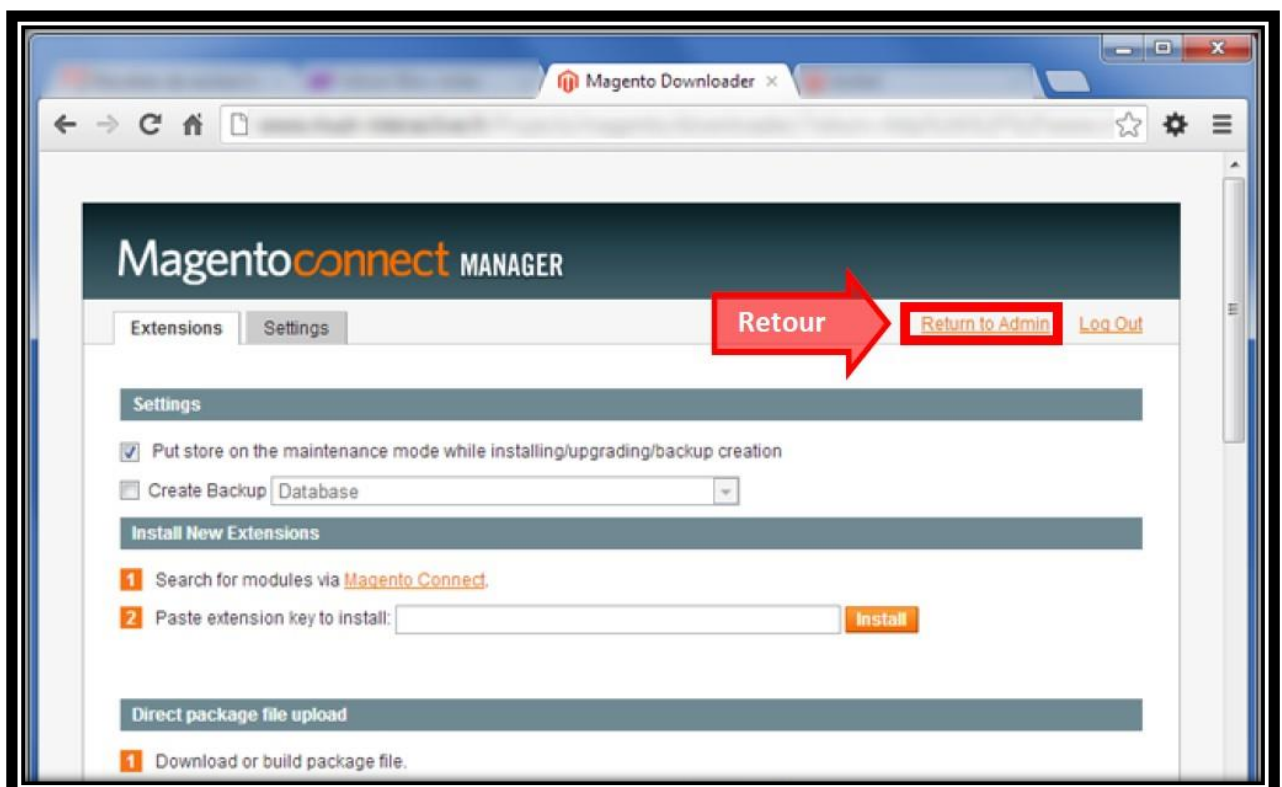 Magento Downloader
Magentoconnect MANAGER
Extensions
Settings
Retour
Return to Admin
Log Out
Settings
Put store on the maintenance mode while installing/upgrading/backup creation
Create Backup Database
Install New Extensions
1 Search for modules via Magento Connect.
2 Paste extension key to install: Install
Direct package file upload
1 Download or build package file.